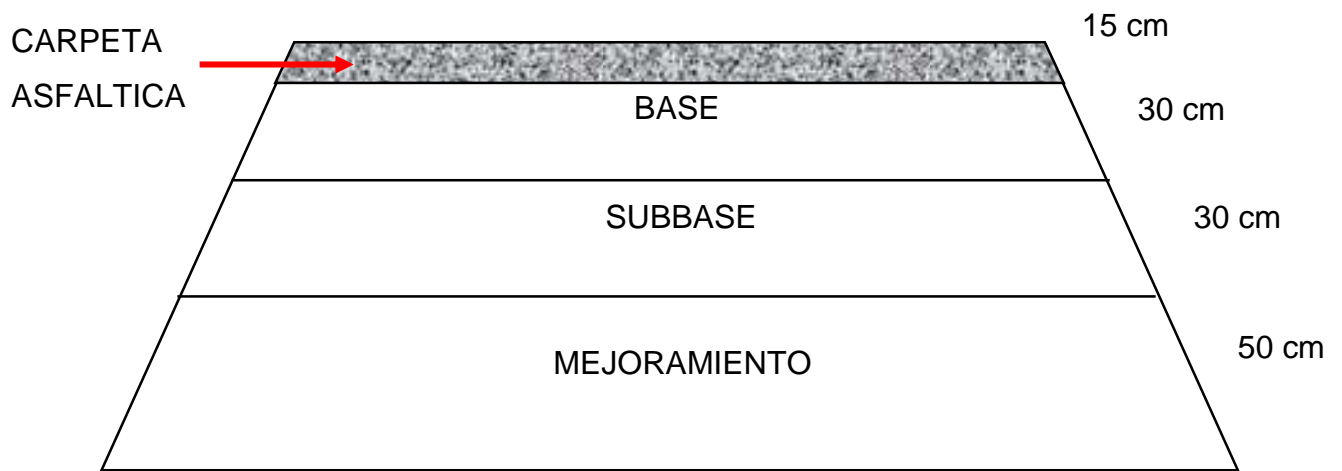 15 cm
CARPETA
ASFALTICA
BASE
30 cm
SUBBASE
30 cm
MEJORAMIENTO
50 cm